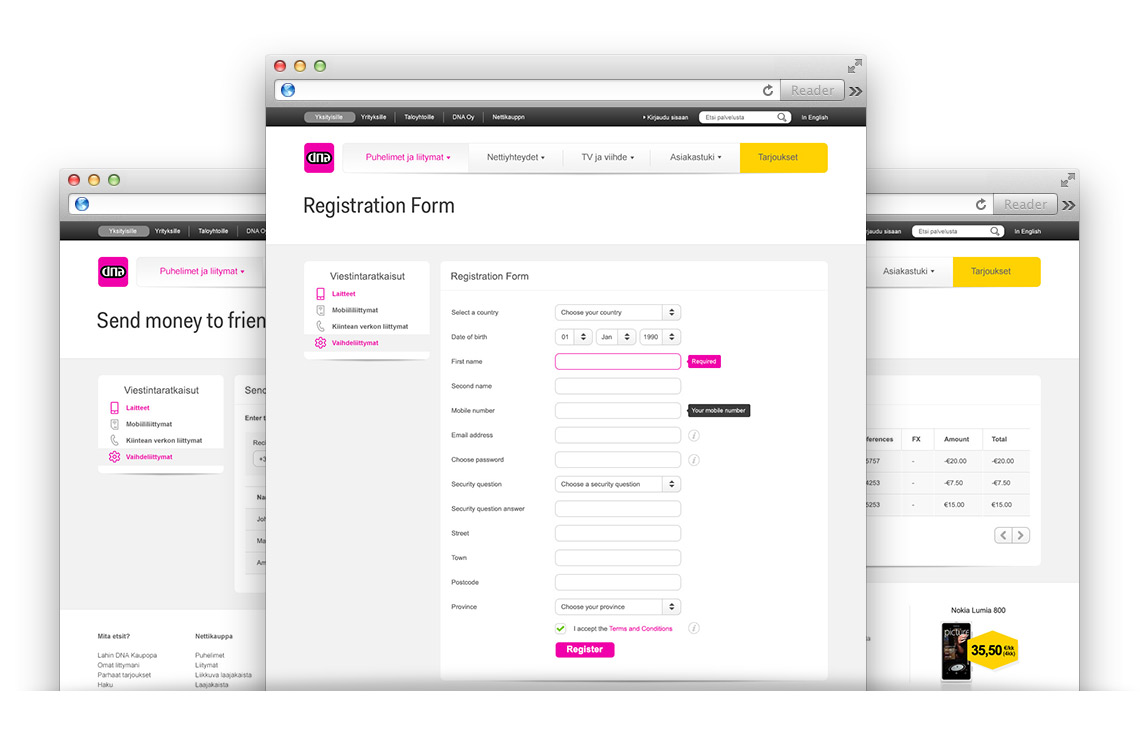 Reader
Yksityisille Yrityksille Taloyhtoille DNA Oy Nettikauppn Kirjaudu sisaan Etsi palvelusta In English
dna Puhelimet ja liitymat Nettiyhteydet TV ja viihde Asiakastuki Tarjoukset
Registration Form
Viestintaratkaisut
Laitteet
Mobiililiittymat
Kiintean verkon liittymat
Vaihdeliittymat
Registration Form
Select a country Choose your country
Date of birth 01 Jan 1990
First name Required
Second name
Mobile number Your mobile number
Email address
Choose password
Security question Choose a security question
Security question answer
Street
Town
Postcode
Province Choose your province
I accept the Terms and Conditions
Register
Yksityisille Yrityksille Taloyhtoille DNA O
dna Puhelimet ja liitymat
Send money to frien
Viestintaratkaisut
Laitteet
Mobiililiittymat
Kiintean verkon liittymat
Vaihdeliittymat
Send
Enter t
Reci
+3
Na
Joh
Ma
Am
Mita etsit?
Lahin DNA Kaupopa
Omat liittymani
Parhaat tarjoukset
Haku
Nettikauppa
Puhelimet
Liitymat
Liikkuva laajakaista
Laajakaista
Reader
rjaudu sisaan Etsi palvelusta In English
Asiakastuki Tarjoukset
ferences FX Amount Total
5757 - -€20.00 -€20.00
4253 - -€7.50 -€7.50
5253 - €15.00 €15.00
Nokia Lumia 800
picture
35,50 €/kk